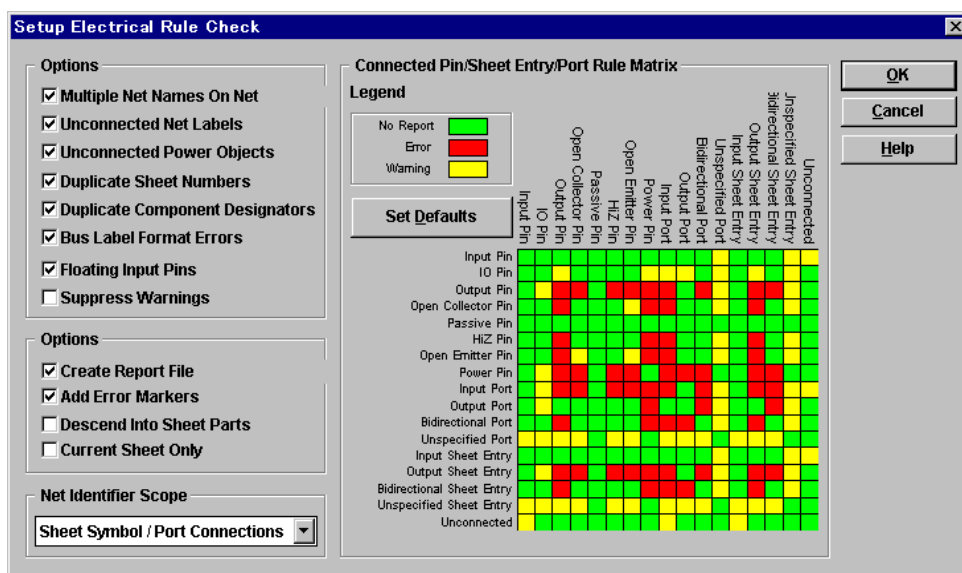 Setup Electrical Rule Check
Options
Multiple Net Names On Net
Unconnected Net Labels
Unconnected Power Objects
Duplicate Sheet Numbers
Duplicate Component Designators
Bus Label Format Errors
Floating Input Pins
Suppress Warnings
Options
Create Report File
Add Error Markers
Descend Into Sheet Parts
Current Sheet Only
Net Identifier Scope
Sheet Symbol / Port Connections
Connected Pin/Sheet Entry/Port Rule Matrix
Legend
No Report
Error
Warning
Set Defaults
Input Pin
IO Pin
Output Pin
Open Collector Pin
Passive Pin
HiZ Pin
Open Emitter Pin
Power Pin
Input Port
Output Port
Bidirectional Port
Unspecified Port
Input Sheet Entry
Output Sheet Entry
Bidirectional Sheet Entry
Unspecified Sheet Entry
Unconnected
Input Pin
IO Pin
Output Pin
Open Collector Pin
Passive Pin
HiZ Pin
Open Emitter Pin
Power Pin
Input Port
Output Port
Bidirectional Port
Unspecified Port
Input Sheet Entry
Output Sheet Entry
Bidirectional Sheet Entry
Unspecified Sheet Entry
Unconnected
OK
Cancel
Help